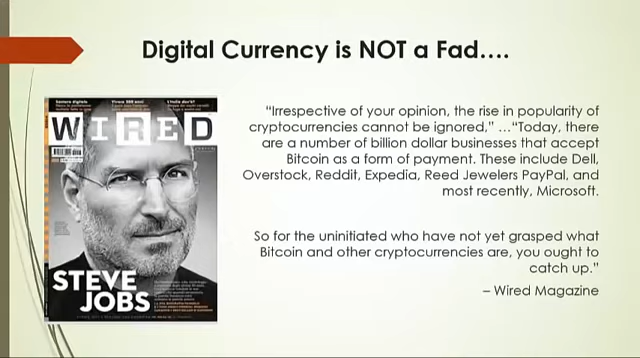 Digital Currency is NOT a Fad….
“Irrespective of your opinion, the rise in popularity of
cryptocurrencies cannot be ignored,” …“Today, there
are a number of billion dollar businesses that accept
Bitcoin as a form of payment. These include Dell,
Overstock, Reddit, Expedia, Reed Jewelers PayPal, and
most recently, Microsoft.
So for the uninitiated who have not yet grasped what
Bitcoin and other cryptocurrencies are, you ought to
catch up.”
– Wired Magazine
WIRED
STEVE
JOBS